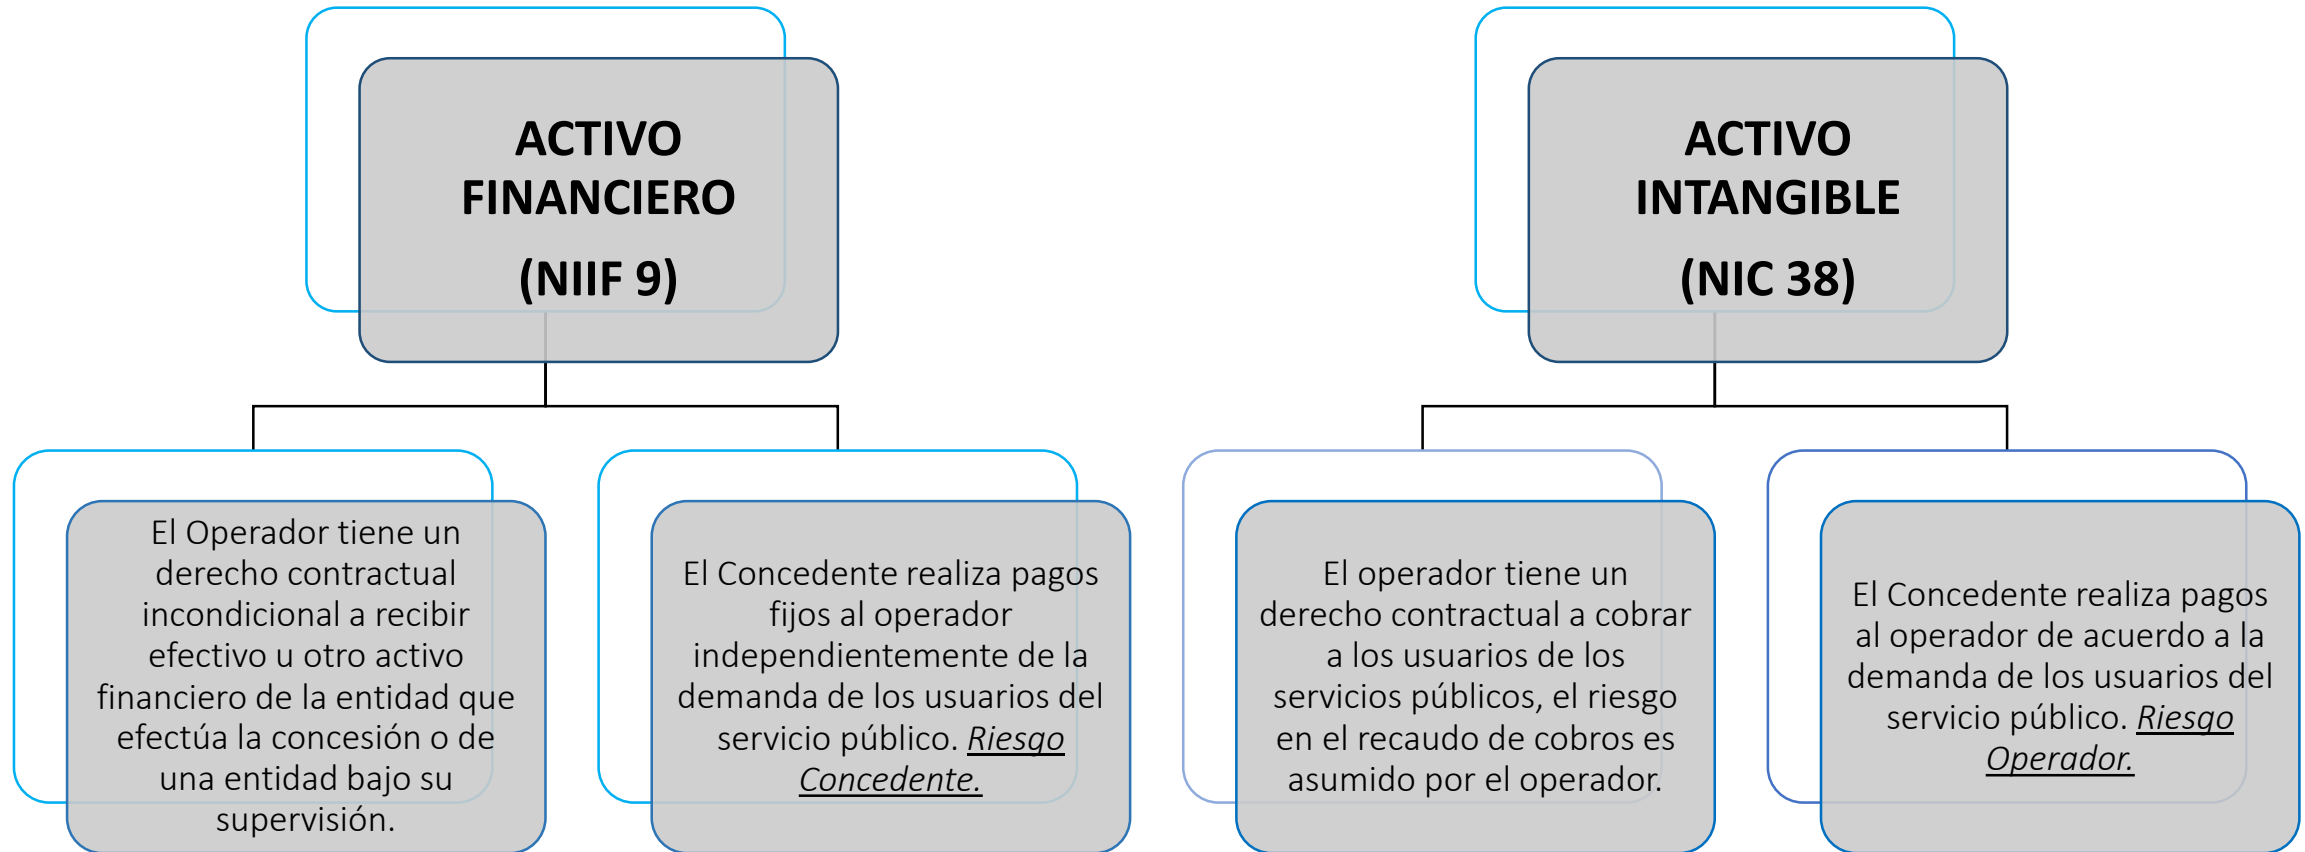 ACTIVO
FINANCIERO
(NIIF 9)
El Operador tiene un
derecho contractual
incondicional a recibir
efectivo u otro activo
financiero de la entidad que
efectúa la concesión o de
una entidad bajo su
supervisión.
El Concedente realiza pagos
fijos al operador
independientemente de la
demanda de los usuarios del
servicio público. Riesgo
Concedente.
ACTIVO
INTANGIBLE
(NIC 38)
El operador tiene un
derecho contractual a cobrar
a los usuarios de los
servicios públicos, el riesgo
en el recaudo de cobros es
asumido por el operador.
El Concedente realiza pagos
al operador de acuerdo a la
demanda de los usuarios del
servicio público. Riesgo
Operador.